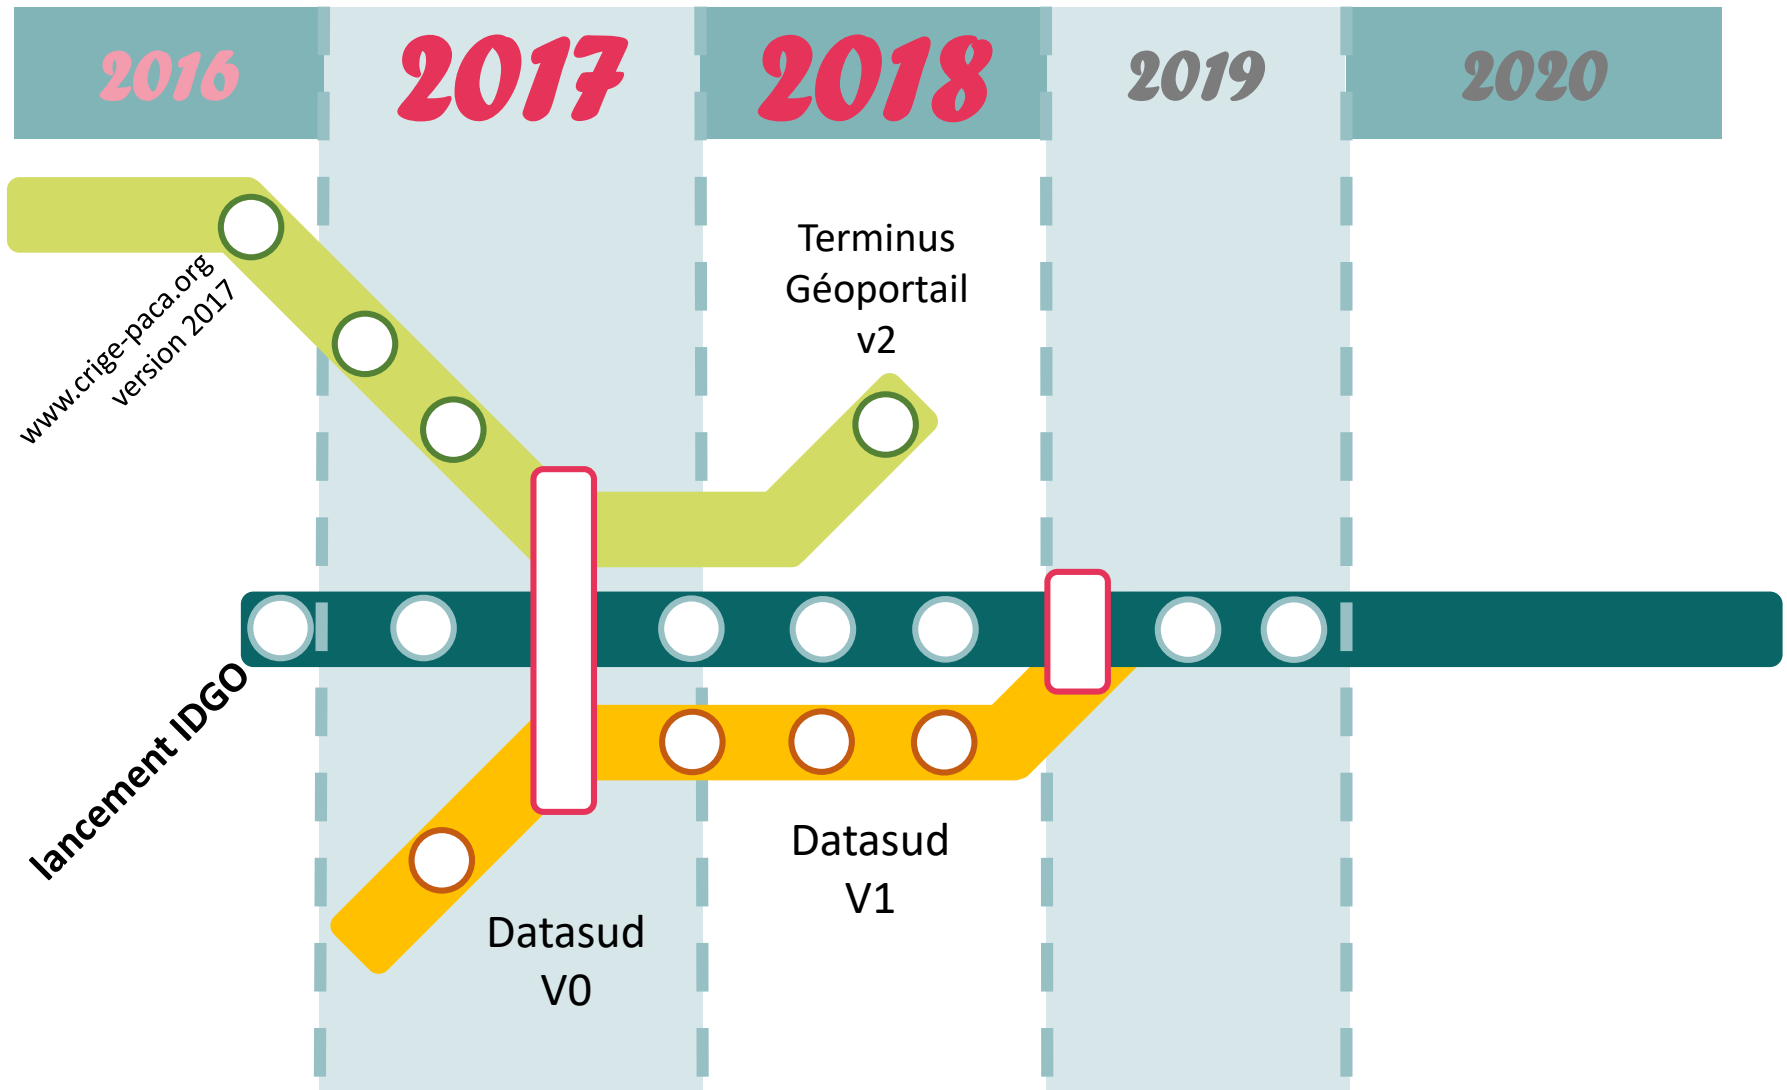 2016
2017
2018
2019
2020
www.crige-paca.org
version 2017
Terminus
Géoportail
v2
lancement IDGO
Datasud
V0
Datasud
V1